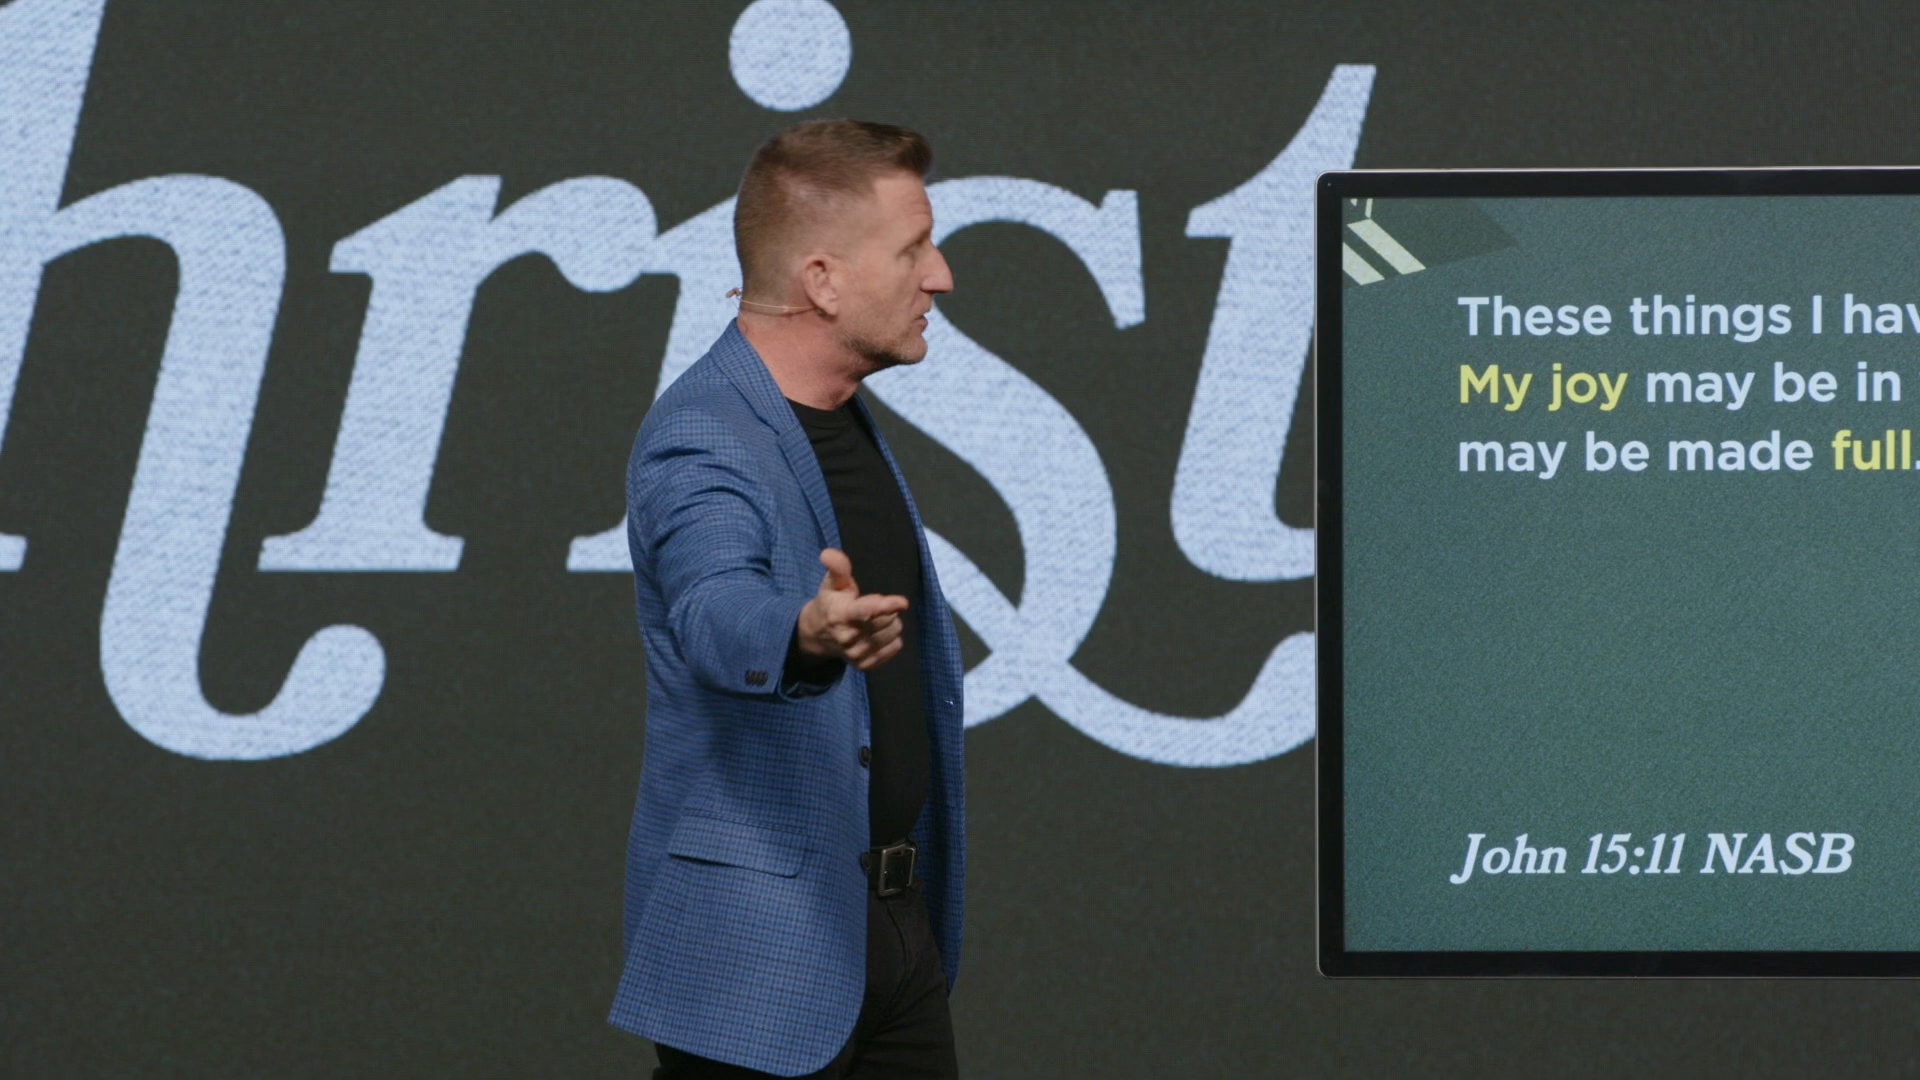 hrist
These things I hav
My joy may be in
may be made full.
John 15:11 NASB